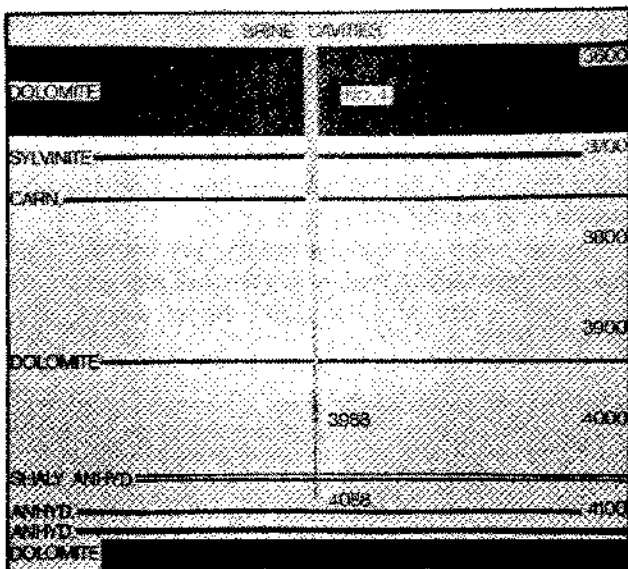 BRINE CAVITIES
3600
DOLOMITE
SYLVINITE
3700
CARN.
3800
3900
DOLOMITE
3988
4000
SHALY ANHYD.
4088
ANHYD.
4100
ANHYD.
DOLOMITE